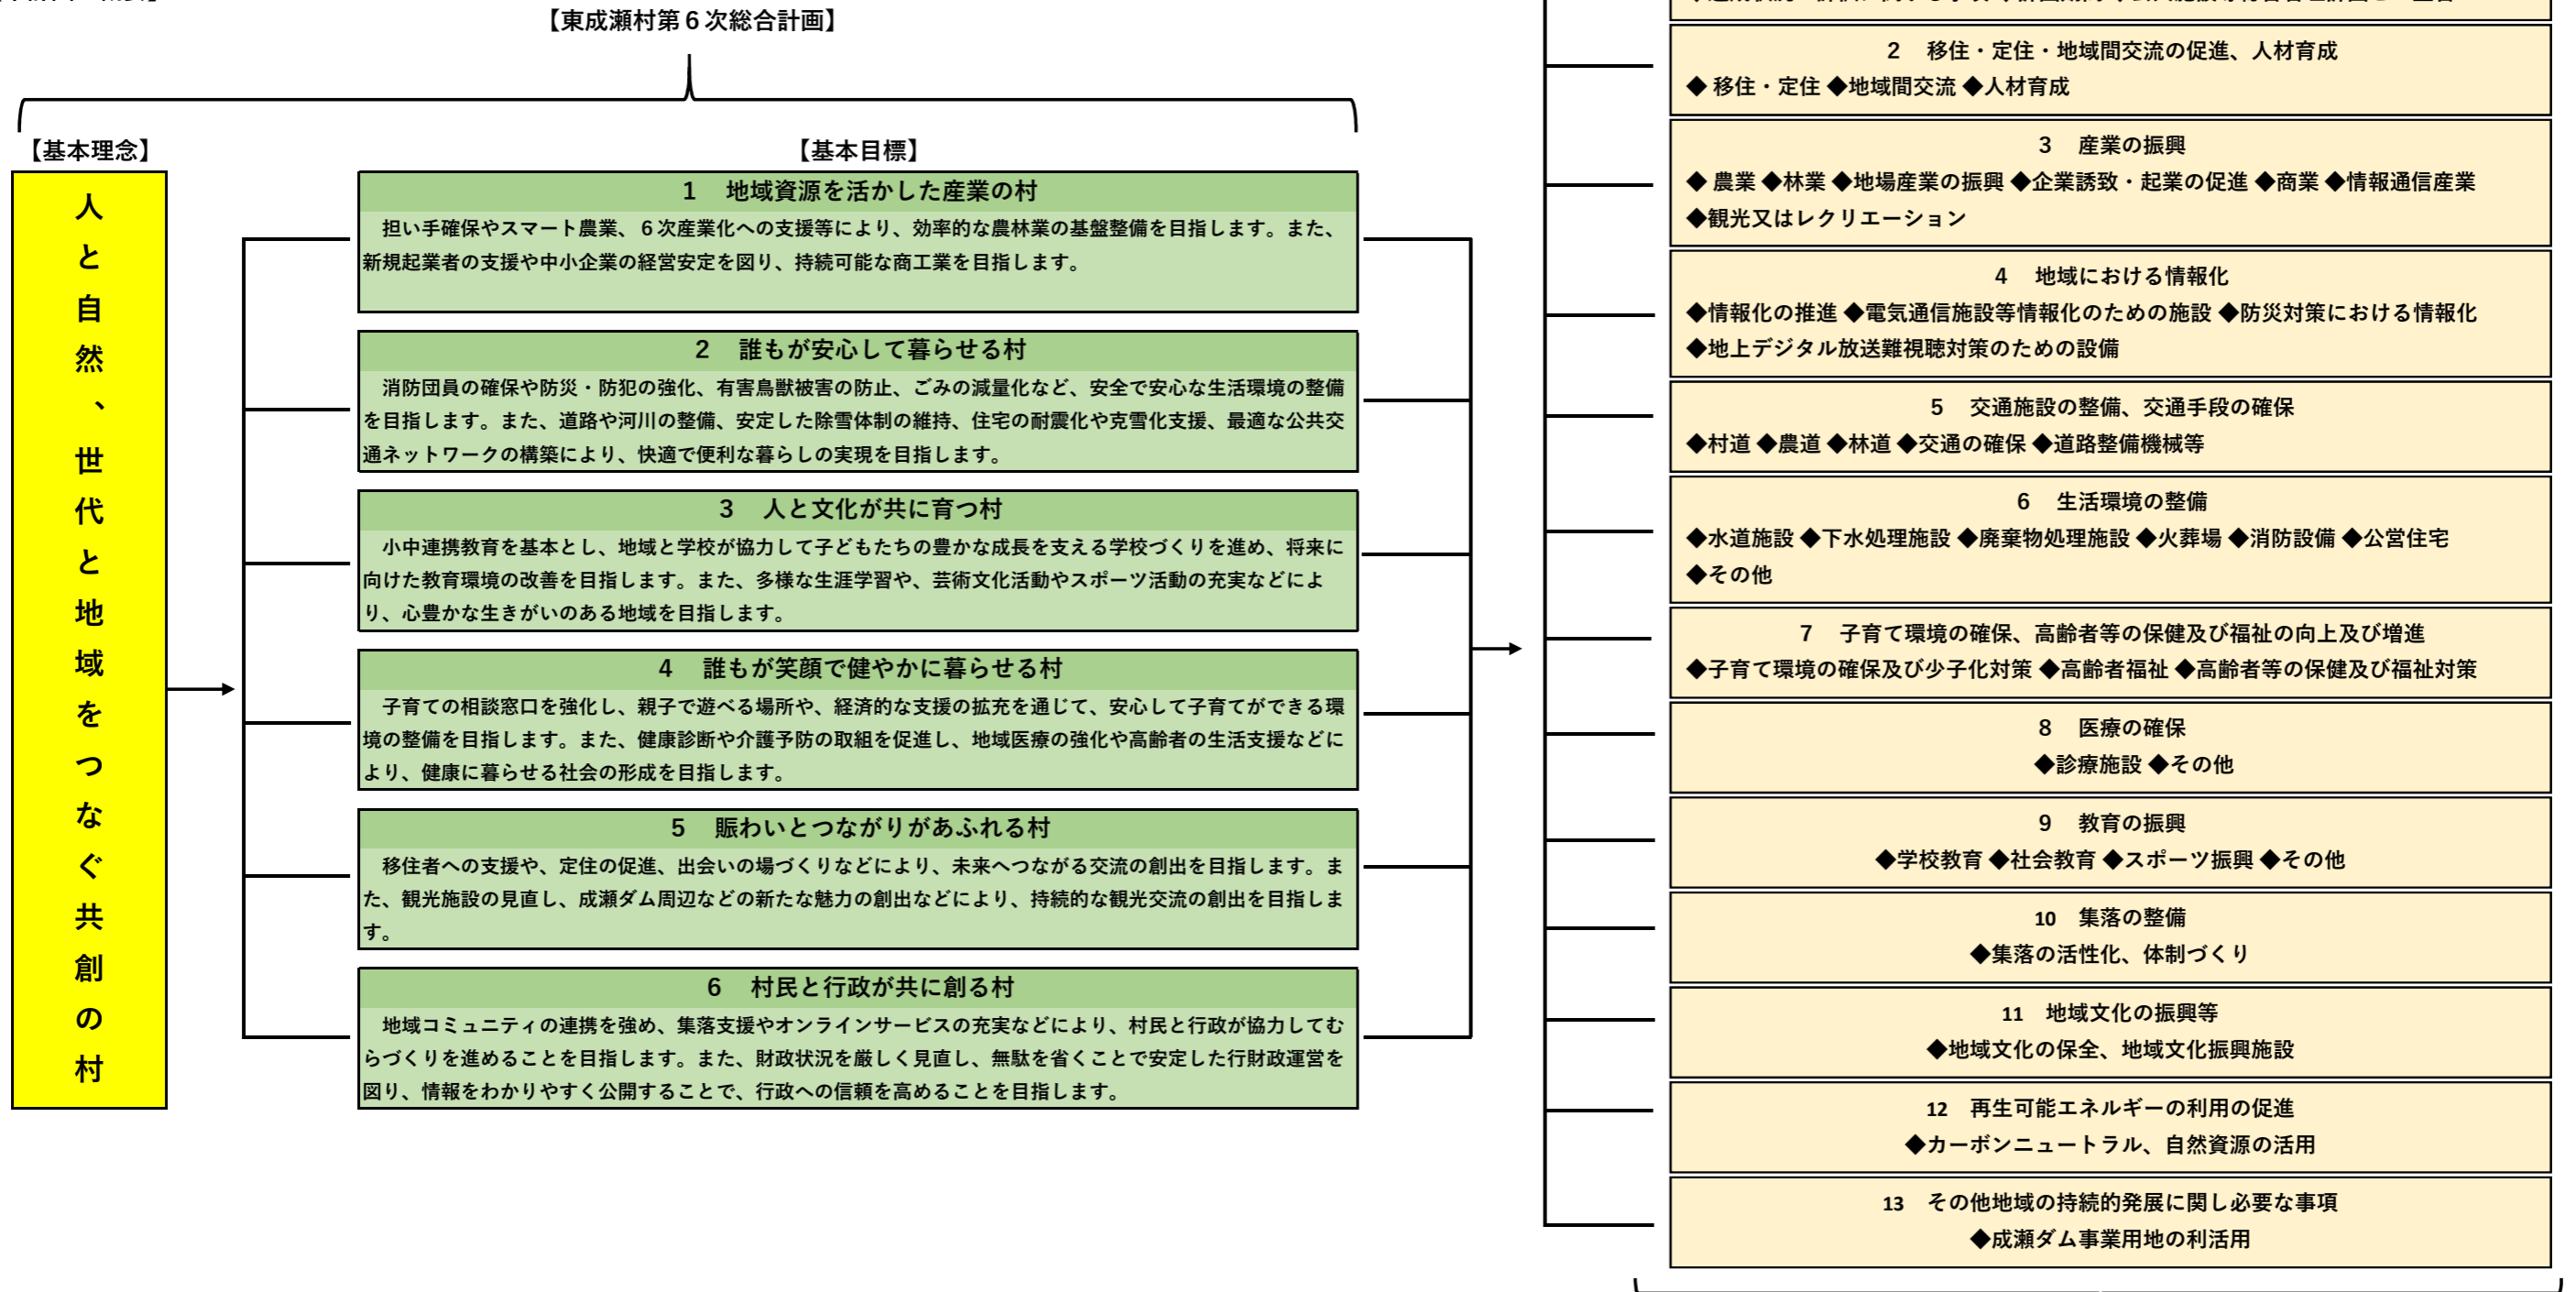 【東成瀬村第６次総合計画】
【基本理念】
人と自然、世代と地域をつなぐ共創の村
【基本目標】
1　地域資源を活かした産業の村
担い手確保やスマート農業、６次産業化への支援等により、効率的な農林業の基盤整備を目指します。また、
新規起業者の支援や中小企業の経営安定を図り、持続可能な商工業を目指します。
2　誰もが安心して暮らせる村
消防団員の確保や防災・防犯の強化、有害鳥獣被害の防止、ごみの減量化など、安全で安心な生活環境の整備
を目指します。また、道路や河川の整備、安定した除雪体制の維持、住宅の耐震化や克雪化支援、最適な公共交
通ネットワークの構築により、快適で便利な暮らしの実現を目指します。
3　人と文化が共に育つ村
小中連携教育を基本とし、地域と学校が協力して子どもたちの豊かな成長を支える学校づくりを進め、将来に
向けた教育環境の改善を目指します。また、多様な生涯学習や、芸術文化活動やスポーツ活動の充実などによ
り、心豊かな生きがいのある地域を目指します。
4　誰もが笑顔で健やかに暮らせる村
子育ての相談窓口を強化し、親子で遊べる場所や、経済的な支援の拡充を通じて、安心して子育てができる環
境の整備を目指します。また、健康診断や介護予防の取組を促進し、地域医療の強化や高齢者の生活支援などに
より、健康に暮らせる社会の形成を目指します。
5　賑わいとつながりがあふれる村
移住者への支援や、定住の促進、出会いの場づくりなどにより、未来へつながる交流の創出を目指します。ま
た、観光施設の見直し、成瀬ダム周辺などの新たな魅力の創出などにより、持続的な観光交流の創出を目指しま
す。
6　村民と行政が共に創る村
地域コミュニティの連携を強め、集落支援やオンラインサービスの充実などにより、村民と行政が協力してむ
らづくりを進めることを目指します。また、財政状況を厳しく見直し、無駄を省くことで安定した行財政運営を
図り、情報をわかりやすく公開することで、行政への信頼を高めることを目指します。
2　移住・定住・地域間交流の促進、人材育成
◆ 移住・定住 ◆地域間交流 ◆人材育成
3　産業の振興
◆ 農業 ◆林業 ◆地場産業の振興 ◆企業誘致・起業の促進 ◆商業 ◆情報通信産業
◆観光又はレクリエーション
4　地域における情報化
◆情報化の推進 ◆電気通信施設等情報化のための施設 ◆防災対策における情報化
◆地上デジタル放送難視聴対策のための設備
5　交通施設の整備、交通手段の確保
◆村道 ◆農道 ◆林道 ◆交通の確保 ◆道路整備機械等
6　生活環境の整備
◆水道施設 ◆下水処理施設 ◆廃棄物処理施設 ◆火葬場 ◆消防設備 ◆公営住宅
◆その他
7　子育て環境の確保、高齢者等の保健及び福祉の向上及び増進
◆子育て環境の確保及び少子化対策 ◆高齢者福祉 ◆高齢者等の保健及び福祉対策
8　医療の確保
◆診療施設 ◆その他
9　教育の振興
◆学校教育 ◆社会教育 ◆スポーツ振興 ◆その他
10　集落の整備
◆集落の活性化、体制づくり
11　地域文化の振興等
◆地域文化の保全、地域文化振興施設
12　再生可能エネルギーの利用の促進
◆カーボンニュートラル、自然資源の活用
13　その他地域の持続的発展に関し必要な事項
◆成瀬ダム事業用地の利活用